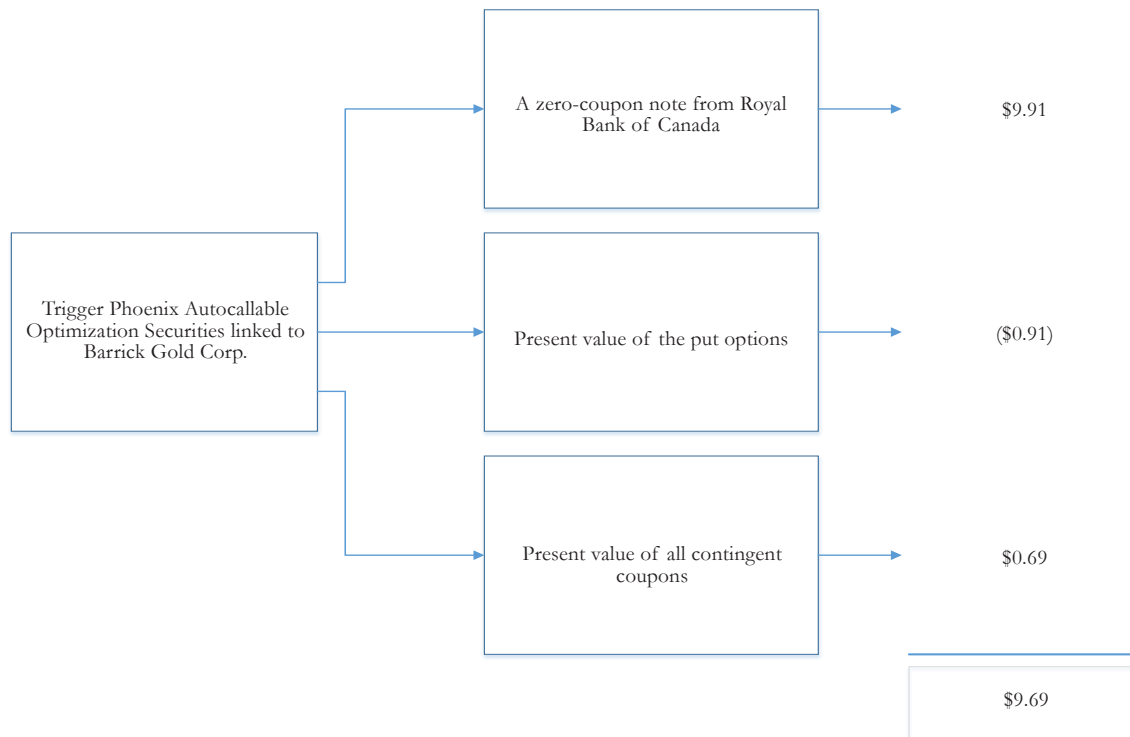 A zero-coupon note from Royal
Bank of Canada
$9.91
Trigger Phoenix Autocallable
Optimization Securities linked to
Barrick Gold Corp.
Present value of the put options
($0.91)
Present value of all contingent
coupons
$0.69
$9.69